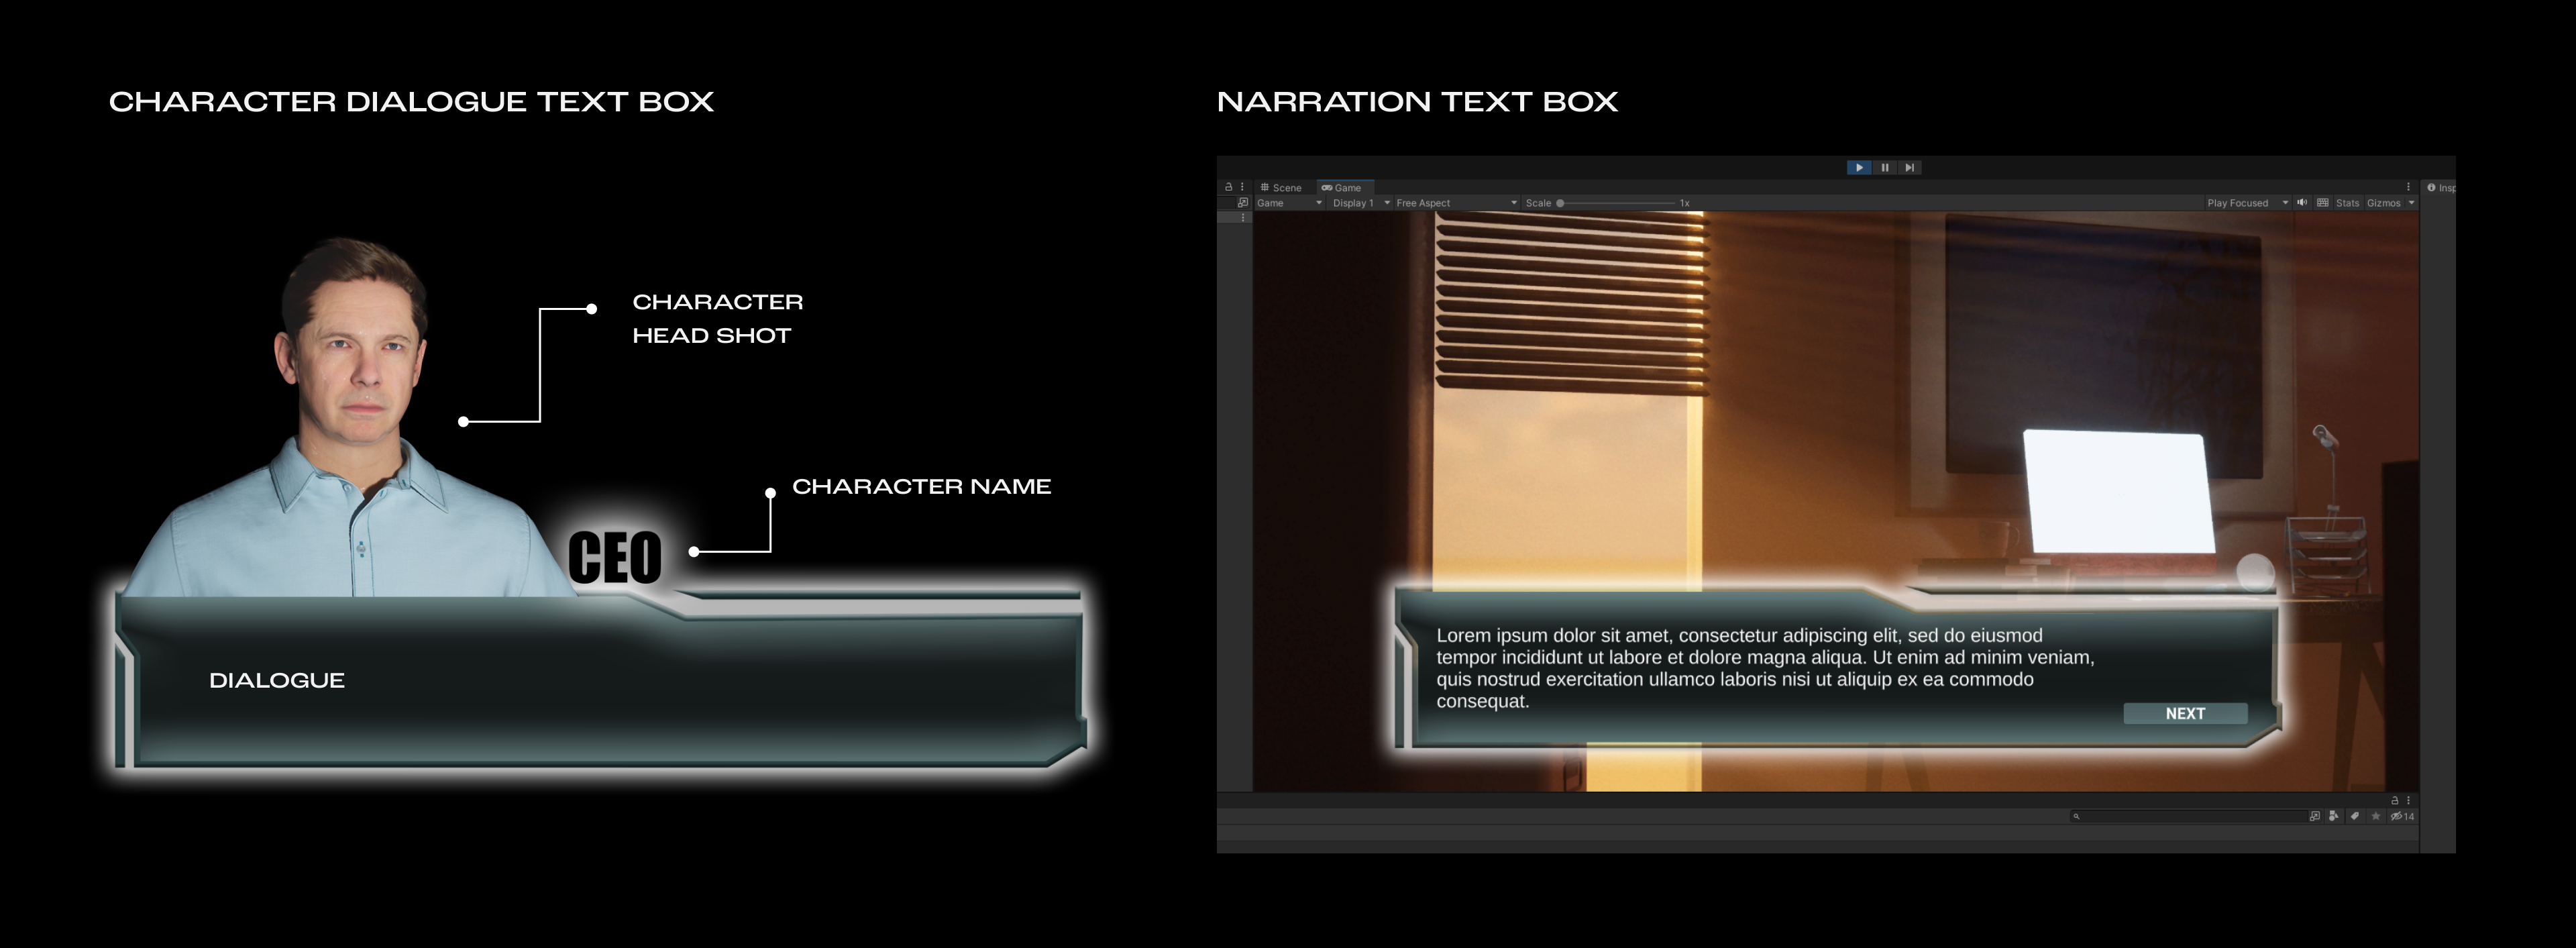 CHARACTER DIALOGUE TEXT BOX
CHARACTER
HEAD SHOT
CHARACTER NAME
CEO
DIALOGUE
NARRATION TEXT BOX
Scene
Game
Insp
Game
Display 1
Free Aspect
Scale
1x
Play Focused
Stats
Gizmos
Lorem ipsum dolor sit amet, consectetur adipiscing elit, sed do eiusmod
tempor incididunt ut labore et dolore magna aliqua. Ut enim ad minim veniam,
quis nostrud exercitation ullamco laboris nisi ut aliquip ex ea commodo
consequat.
NEXT
14